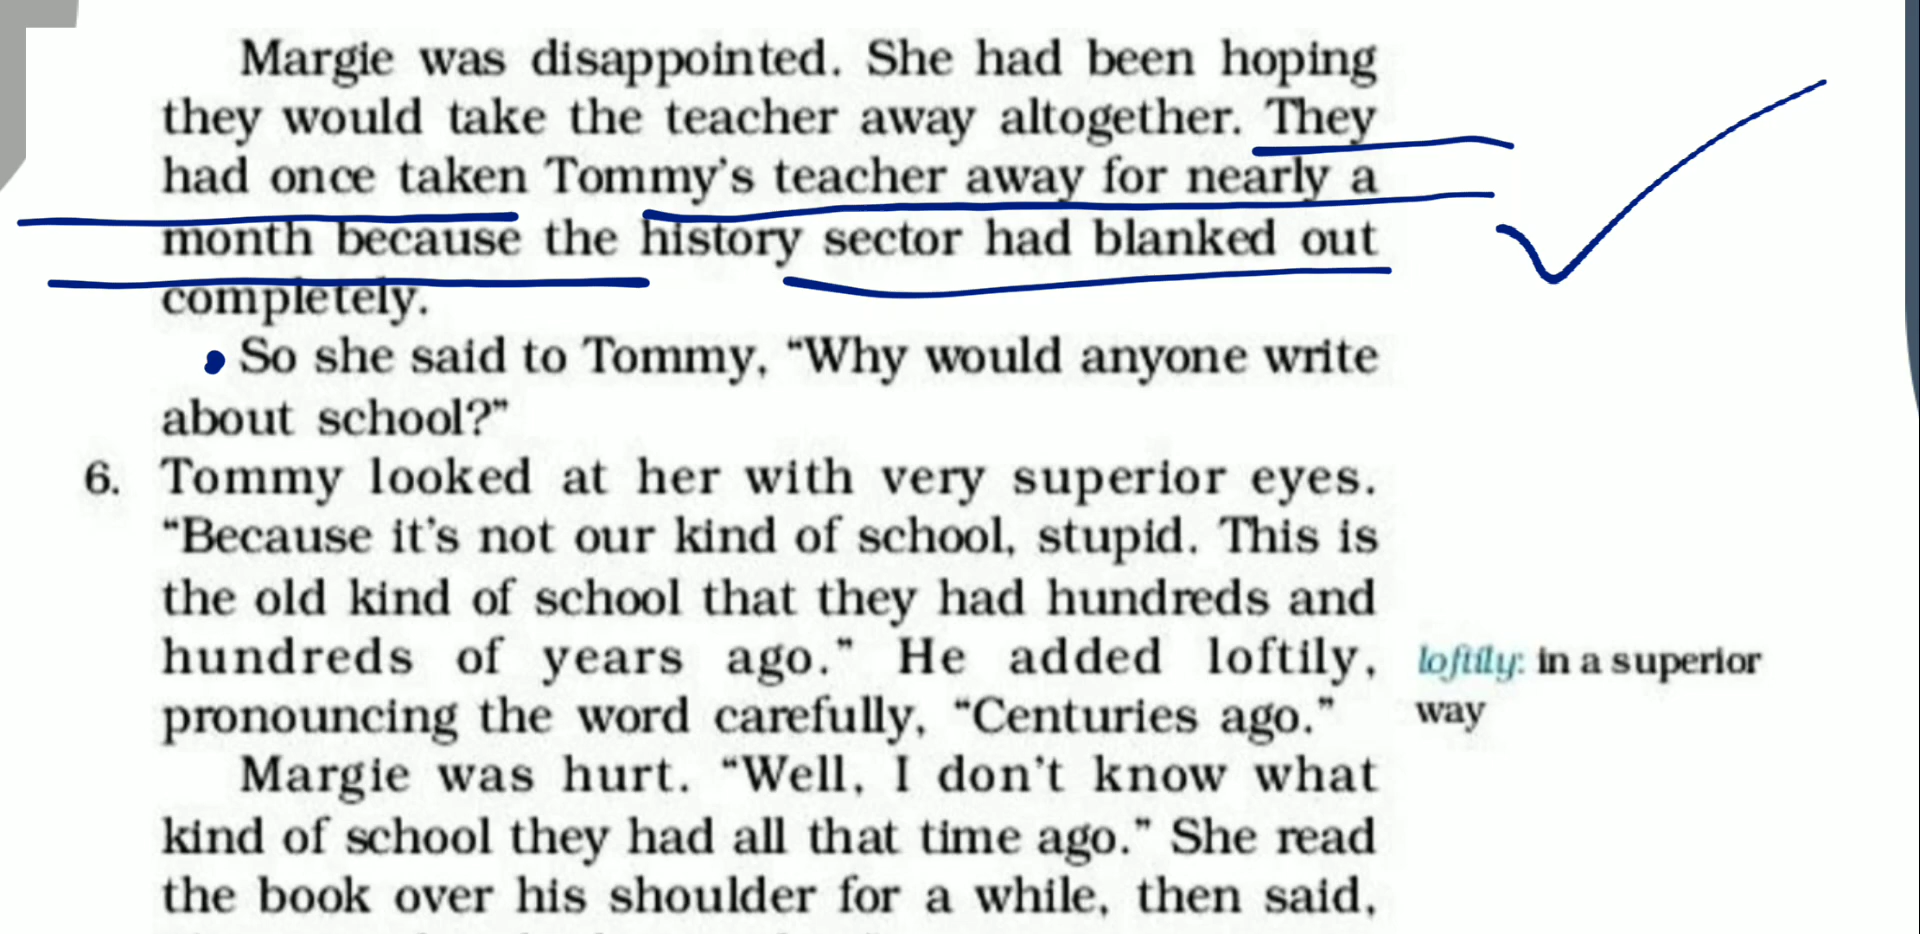 Margie was disappointed. She had been hoping
they would take the teacher away altogether. They
had once taken Tommy's teacher away for nearly a
month because the history sector had blanked out
completely.
So she said to Tommy, “Why would anyone write
about school?”
6. Tommy looked at her with very superior eyes.
“Because it's not our kind of school, stupid. This is
the old kind of school that they had hundreds and
hundreds of years ago.” He added loftily,
loftily: in a superior
way
pronouncing the word carefully, “Centuries ago.”
Margie was hurt. “Well, I don't know what
kind of school they had all that time ago.” She read
the book over his shoulder for a while, then said,